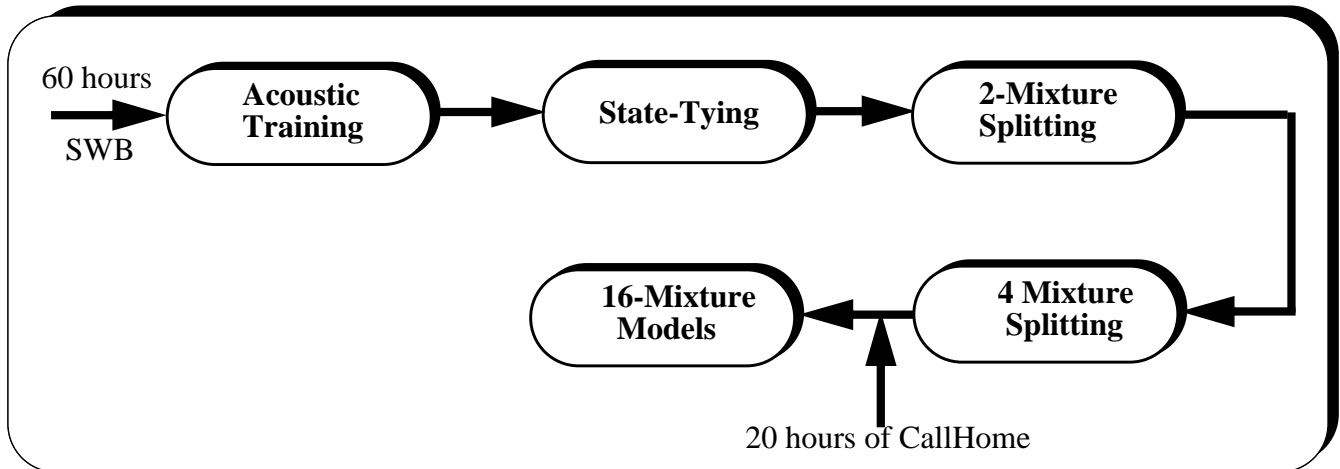 60 hours
SWB
Acoustic
Training
State-Tying
2-Mixture
Splitting
4 Mixture
Splitting
16-Mixture
Models
20 hours of CallHome